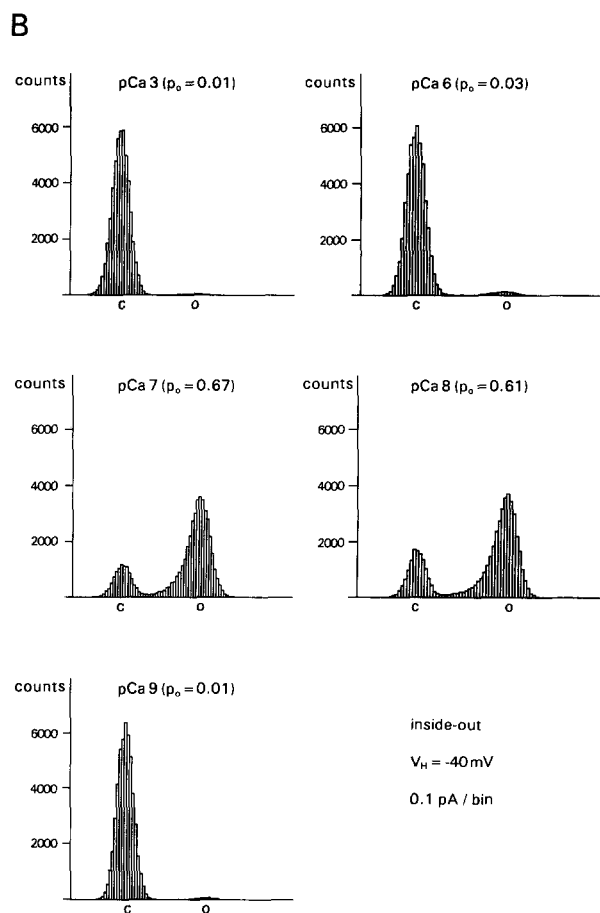 B
counts pCa 3 (pₒ = 0.01)
6000
4000
2000
c o
counts pCa 6 (pₒ = 0.03)
6000
4000
2000
c o
counts pCa 7 (pₒ = 0.67)
6000
4000
2000
c o
counts pCa 8 (pₒ = 0.61)
6000
4000
2000
c o
counts pCa 9 (pₒ = 0.01)
6000
4000
2000
c o
inside-out
V_H = -40 mV
0.1 pA / bin